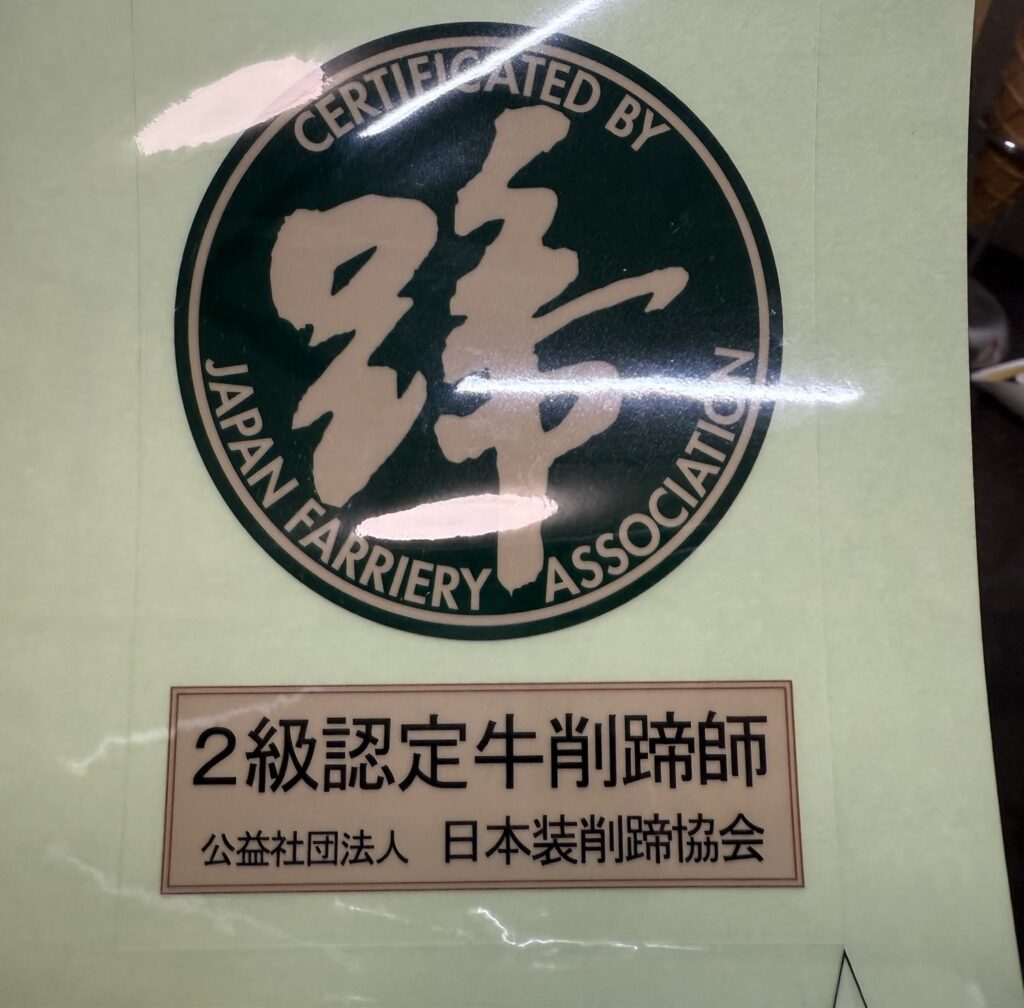 CERTIFICATED BY
蹄
JAPAN FARRIERY ASSOCIATION
2級認定牛削蹄師
公益社団法人 日本装削蹄協会